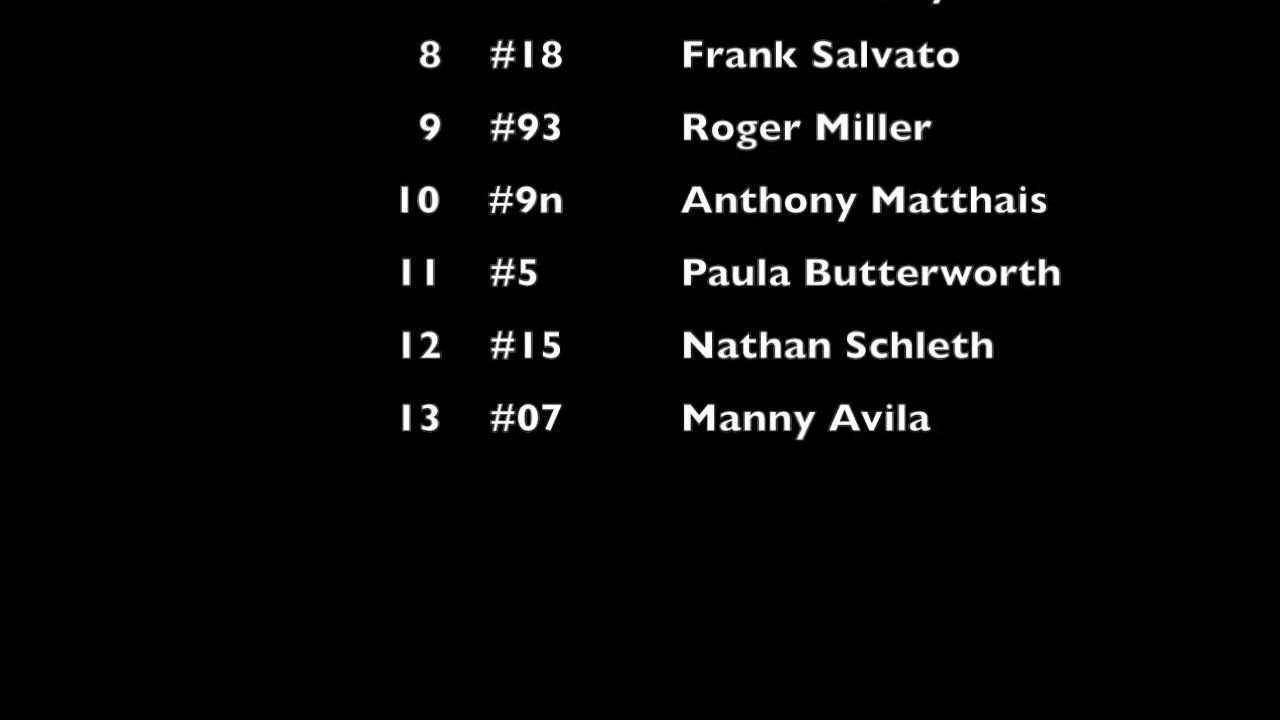 8 #18 Frank Salvato
9 #93 Roger Miller
10 #9n Anthony Matthais
11 #5 Paula Butterworth
12 #15 Nathan Schleth
13 #07 Manny Avila